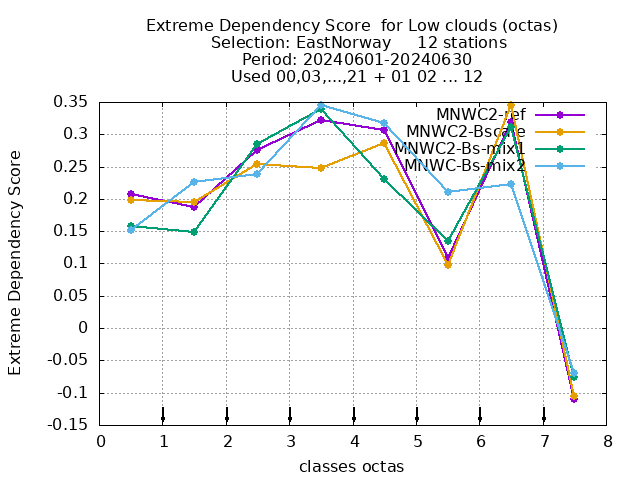 Extreme Dependency Score  for Low clouds (octas)
Selection: EastNorway     12 stations
Period: 20240601-20240630
Used 00,03,...,21 + 01 02 ... 12
MNWC2-ref
MNWC2-Bscare
MNWC2-Bs-mix1
MNWC-Bs-mix2
Extreme Dependency Score
0.35
0.3
0.25
0.2
0.15
0.1
0.05
0
-0.05
-0.1
-0.15
0 1 2 3 4 5 6 7 8
classes octas